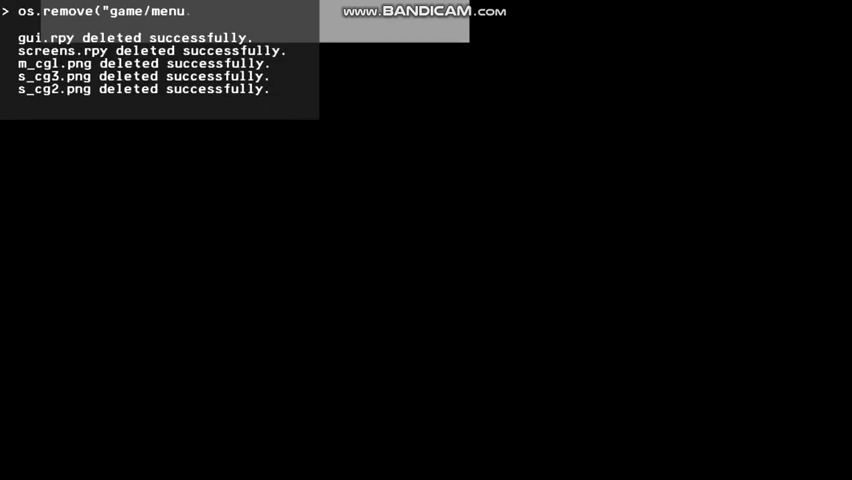 > os.remove("game/menu.
www.BANDICAM.com
gui.rpy deleted successfully.
screens.rpy deleted successfully.
m_cg1.png deleted successfully.
s_cg3.png deleted successfully.
s_cg2.png deleted successfully.